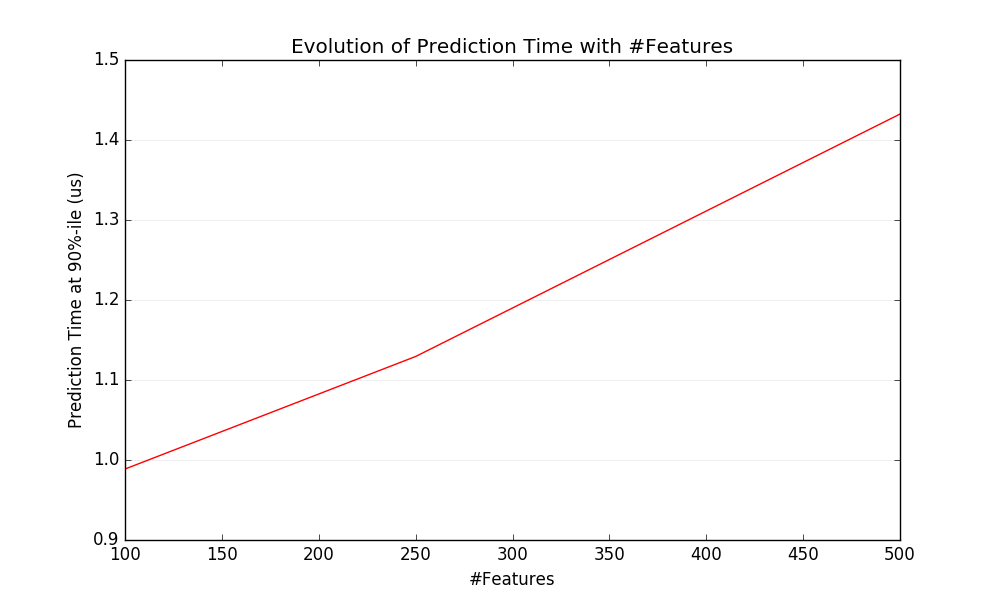 Evolution of Prediction Time with #Features
1.5
1.4
1.3
1.2
1.1
1.0
0.9
Prediction Time at 90%-ile (us)
100 150 200 250 300 350 400 450 500
#Features